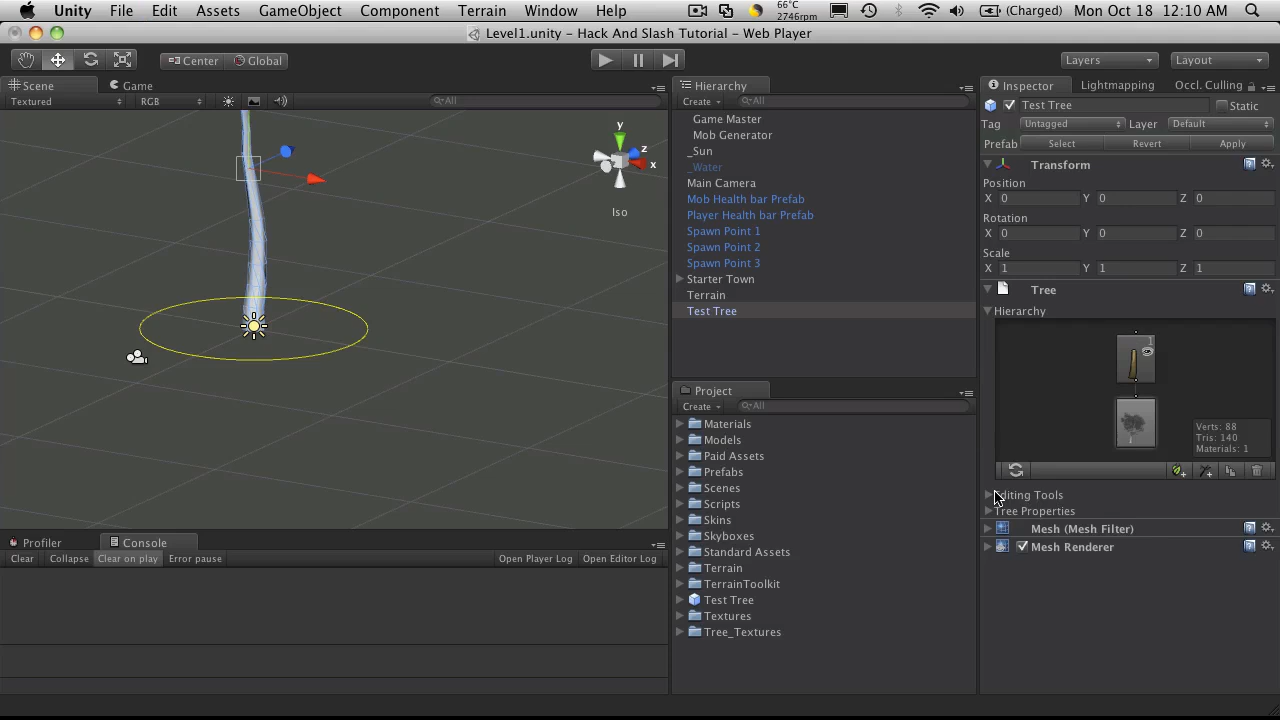 Unity File Edit Assets GameObject Component Terrain Window Help 66°C 2746rpm (Charged) Mon Oct 18 12:10 AM
Level1.unity - Hack And Slash Tutorial - Web Player
Center Global Layers Layout
Scene Game
Textured RGB All
y
z
x
Iso
Hierarchy
Create All
Game Master
Mob Generator
_Sun
_Water
Main Camera
Mob Health bar Prefab
Player Health bar Prefab
Spawn Point 1
Spawn Point 2
Spawn Point 3
Starter Town
Terrain
Test Tree
Project
Create All
Materials
Models
Paid Assets
Prefabs
Scenes
Scripts
Skins
Skyboxes
Standard Assets
Terrain
TerrainToolkit
Test Tree
Textures
Tree_Textures
Profiler Console
Clear Collapse Clear on play Error pause Open Player Log Open Editor Log
Inspector Lightmapping Occl. Culling
Test Tree Static
Tag Untagged Layer Default
Prefab Select Revert Apply
Transform
Position
X 0 Y 0 Z 0
Rotation
X 0 Y 0 Z 0
Scale
X 1 Y 1 Z 1
Tree
Hierarchy
1
Verts: 88
Tris: 140
Materials: 1
Editing Tools
Tree Properties
Mesh (Mesh Filter)
Mesh Renderer